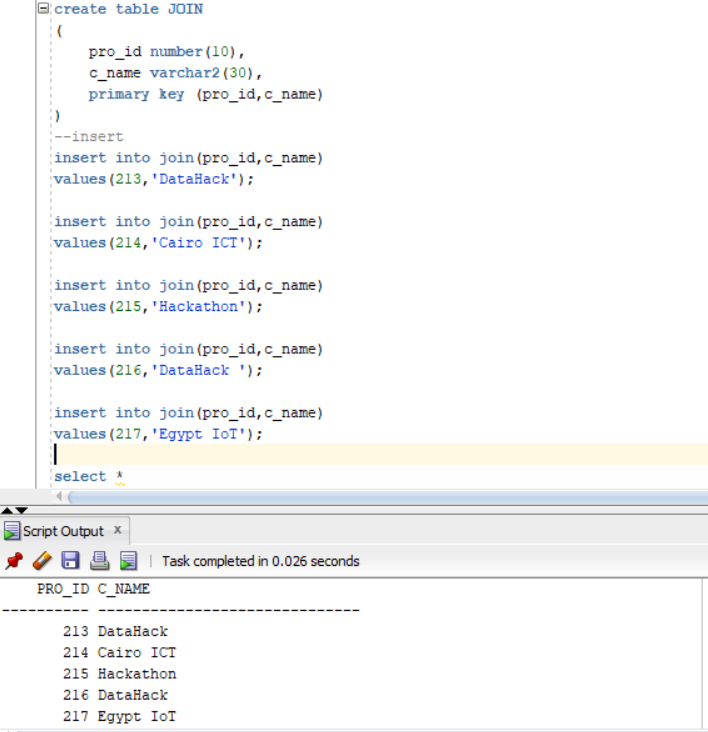 create table JOIN
(
    pro_id number(10),
    c_name varchar2(30),
    primary key (pro_id,c_name)
)
--insert
insert into join(pro_id,c_name)
values(213,'DataHack');
insert into join(pro_id,c_name)
values(214,'Cairo ICT');
insert into join(pro_id,c_name)
values(215,'Hackathon');
insert into join(pro_id,c_name)
values(216,'DataHack ');
insert into join(pro_id,c_name)
values(217,'Egypt IoT');
select *
Script Output x
Task completed in 0.026 seconds
PRO_ID C_NAME
---------- ------------------------------
213 DataHack
214 Cairo ICT
215 Hackathon
216 DataHack
217 Egypt IoT